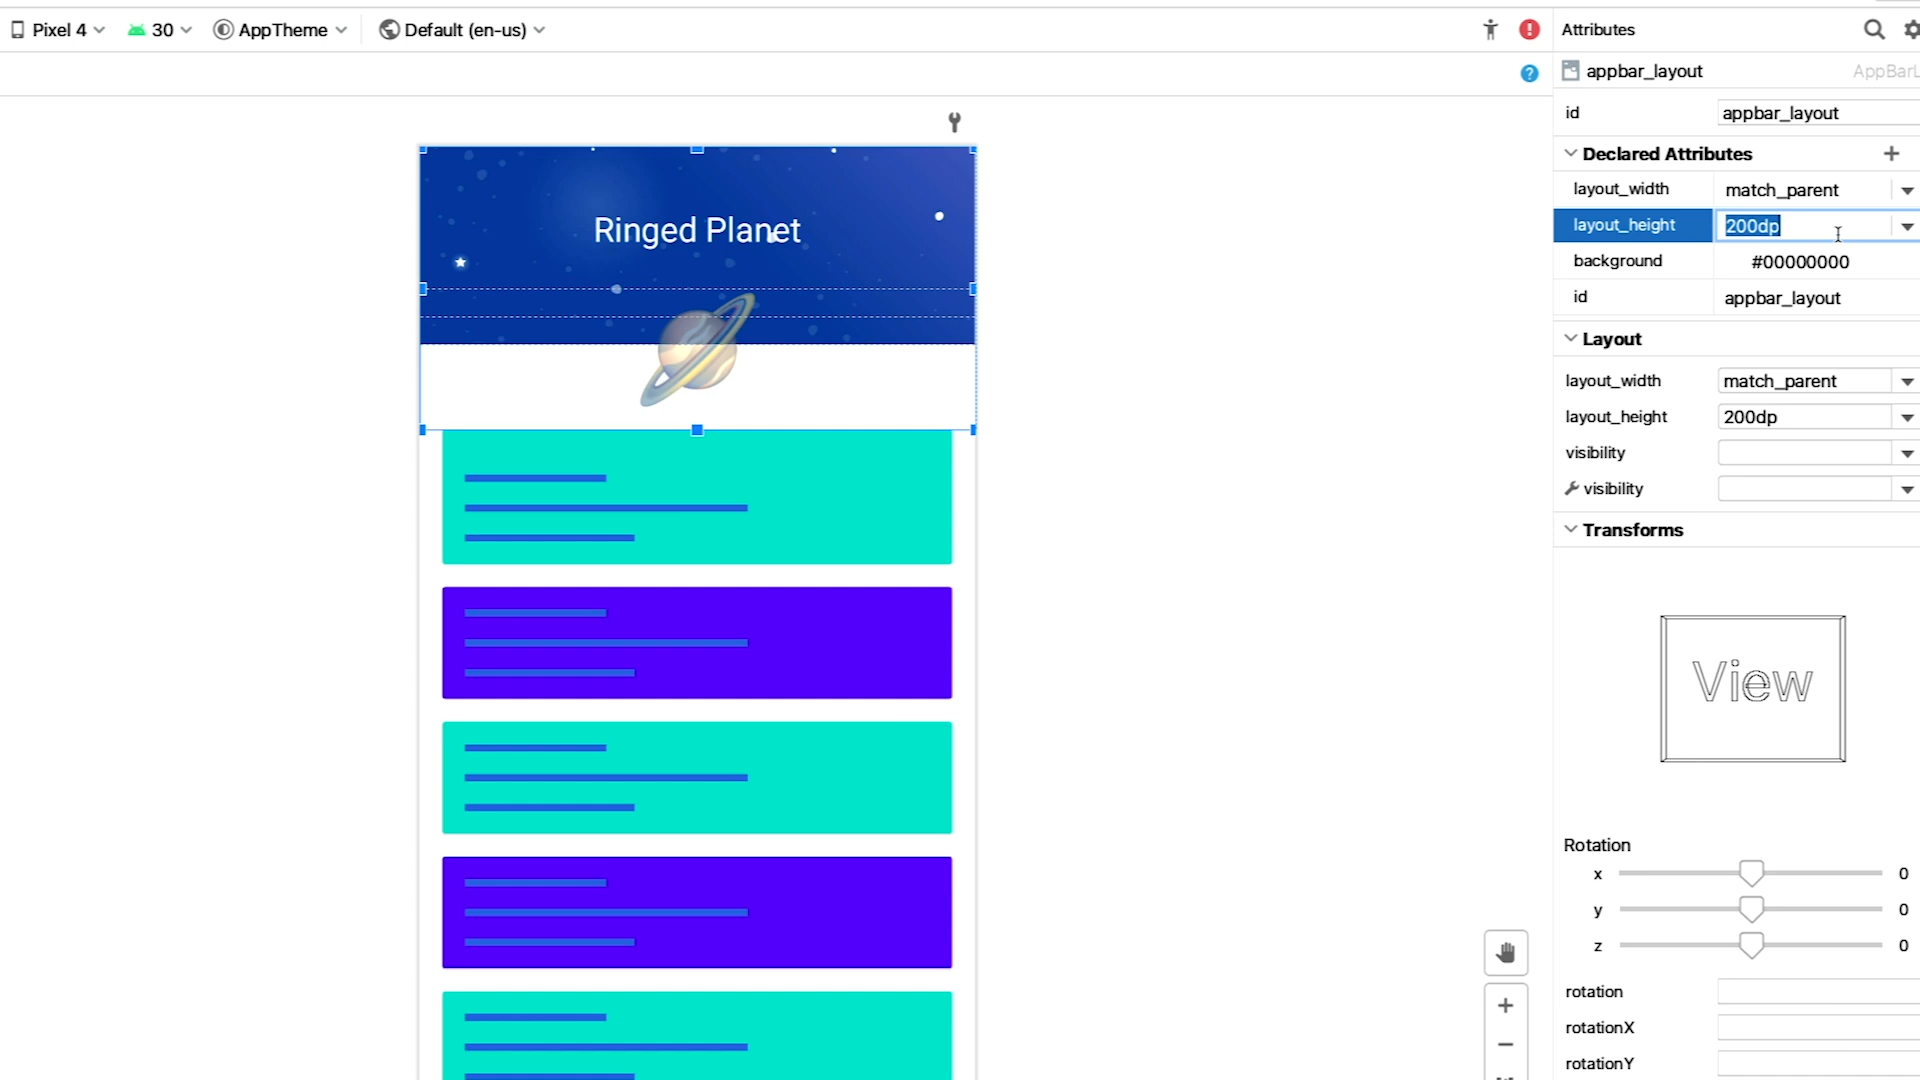 Pixel 4 30 AppTheme Default (en-us)
Attributes
appbar_layout AppBarL
id appbar_layout
Declared Attributes
layout_width match_parent
layout_height 200dp
background #00000000
id appbar_layout
Layout
layout_width match_parent
layout_height 200dp
visibility
visibility
Transforms
View
Rotation
x 0
y 0
z 0
rotation
rotationX
rotationY
Ringed Planet